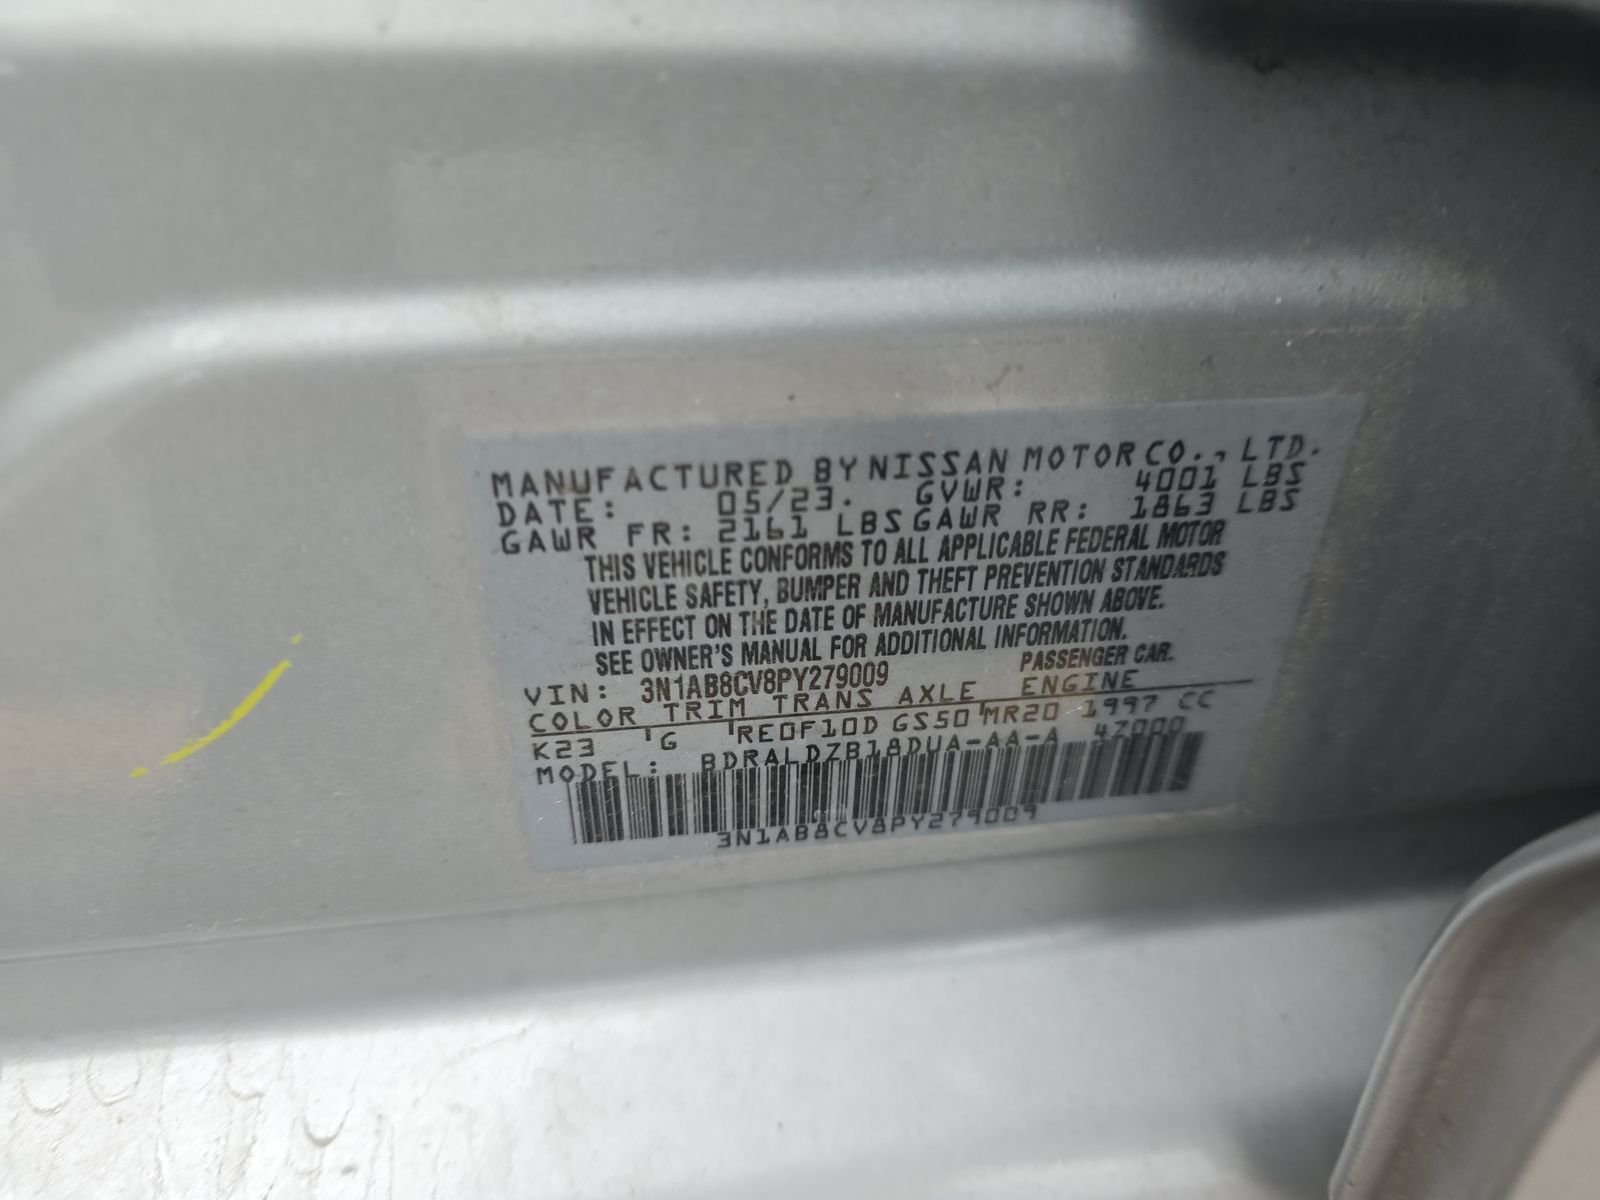 MANUFACTURED BY NISSAN MOTOR CO., LTD.
DATE: 05/23. GVWR: 4001 LBS
GAWR FR: 2161 LBS GAWR RR: 1863 LBS
THIS VEHICLE CONFORMS TO ALL APPLICABLE FEDERAL MOTOR
VEHICLE SAFETY, BUMPER AND THEFT PREVENTION STANDARDS
IN EFFECT ON THE DATE OF MANUFACTURE SHOWN ABOVE.
SEE OWNER'S MANUAL FOR ADDITIONAL INFORMATION.
VIN: 3N1AB8CV8PY279009 PASSENGER CAR.
COLOR TRIM TRANS AXLE ENGINE
K23 G RE0F10D GS50 MR20 1997 CC
MODEL: BDRALDZB18DUA-AA-A 47000
3N1AB8CV8PY279009